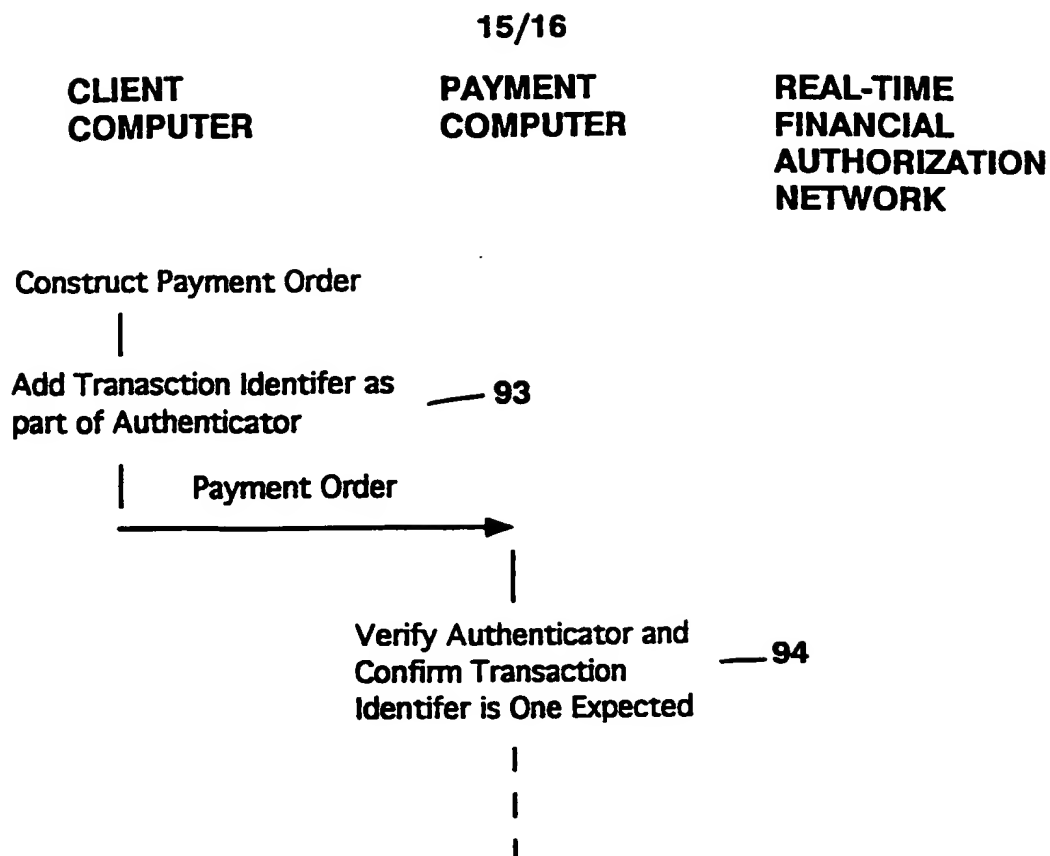 15/16
CLIENT
COMPUTER
PAYMENT
COMPUTER
REAL-TIME
FINANCIAL
AUTHORIZATION
NETWORK
Construct Payment Order
Add Tranasction Identifer as
part of Authenticator
93
Payment Order
Verify Authenticator and
Confirm Transaction
Identifer is One Expected
94